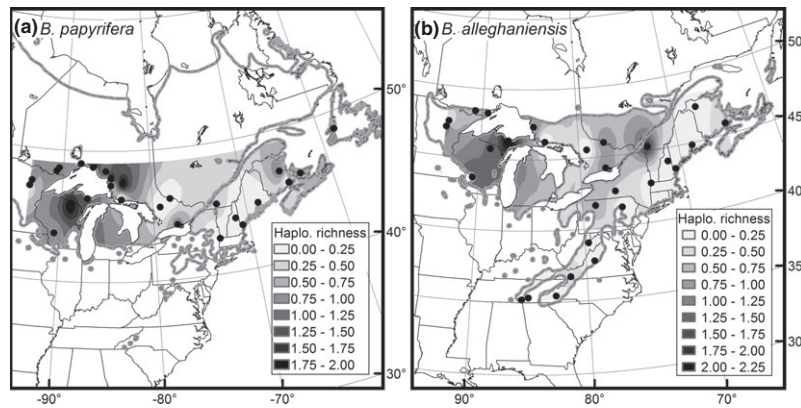 (a) B. papyrifera
50°
40°
30°
Haplo. richness
0.00 - 0.25
0.25 - 0.50
0.50 - 0.75
0.75 - 1.00
1.00 - 1.25
1.25 - 1.50
1.50 - 1.75
1.75 - 2.00
-90°
-80°
-70°
(b) B. alleghaniensis
50
45
40
35
30
Haplo. richness
0.00 - 0.25
0.25 - 0.50
0.50 - 0.75
0.75 - 1.00
1.00 - 1.25
1.25 - 1.50
1.50 - 1.75
1.75 - 2.00
2.00 - 2.25
90°
80°
70°